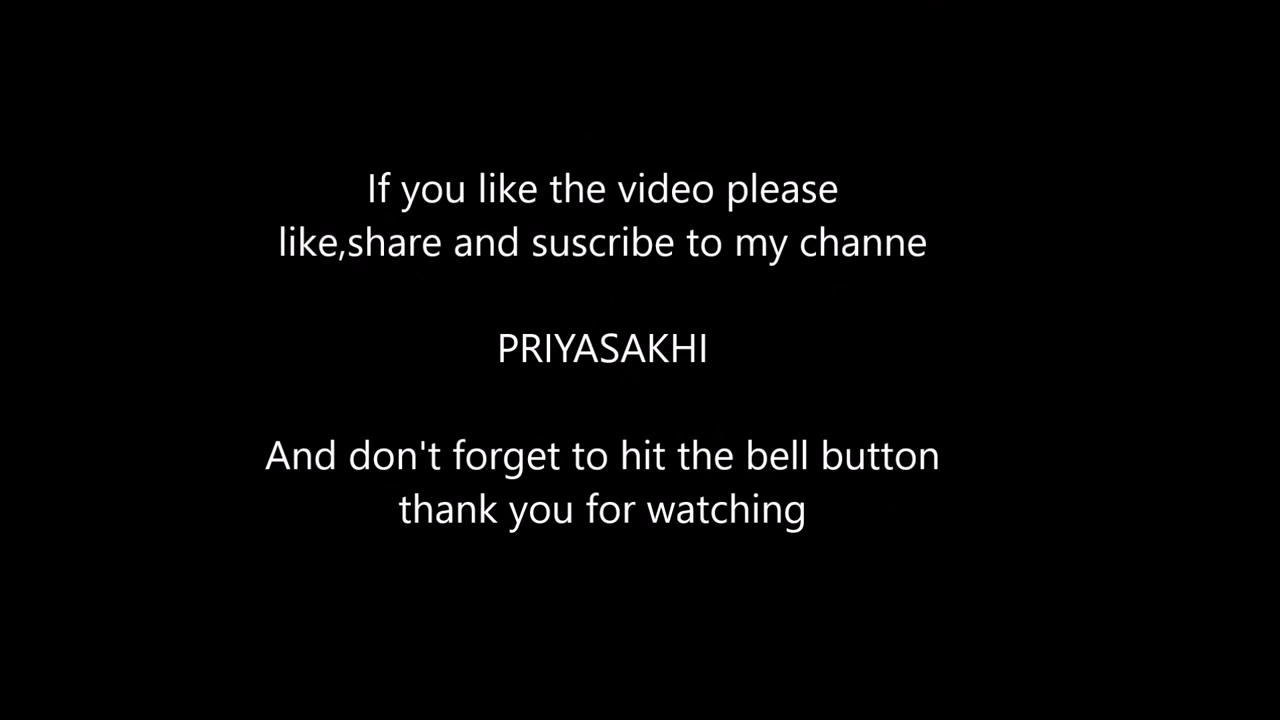 If you like the video please
like,share and suscribe to my channe
PRIYASAKHI
And don't forget to hit the bell button
thank you for watching